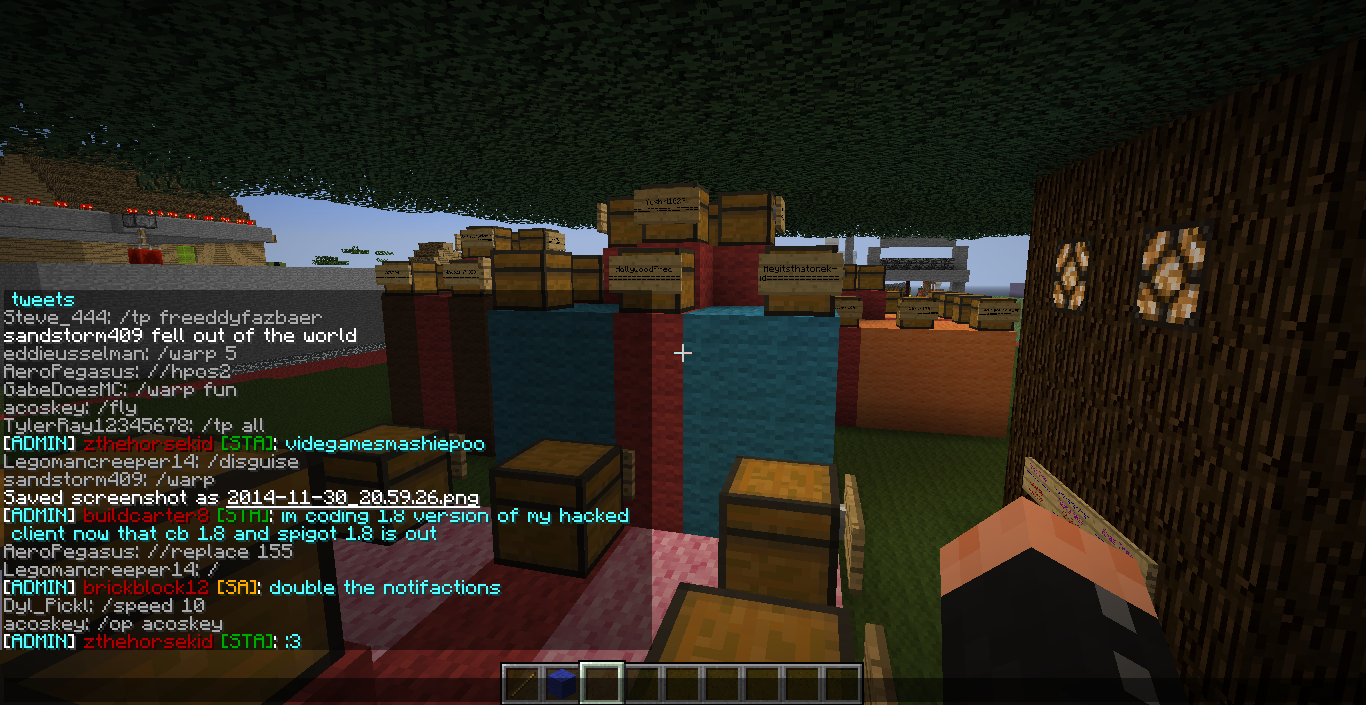 HollywoodFrec
Heyitsthatonek-
tweets
Steve_444: /tp freeddyfazbaer
sandstorm409 fell out of the world
eddieusselman: /warp 5
AeroPegasus: //hpos2
GabeDoesMC: /warp fun
acoskey: /fly
TylerRay12345678: /tp all
[ADMIN] zthehorsekid [STA]: videgamesmashiepoo
Legomancreeper14: /disguise
sandstorm409: /warp
Saved screenshot as 2014-11-30_20.59.26.png
[ADMIN] buildcarter8 [STA]: im coding 1.8 version of my hacked
client now that cb 1.8 and spigot 1.8 is out
AeroPegasus: //replace 155
Legomancreeper14: /
[ADMIN] brickblock12 [SA]: double the notifactions
Dyl_Pickl: /speed 10
acoskey: /op acoskey
[ADMIN] zthehorsekid [STA]: :3